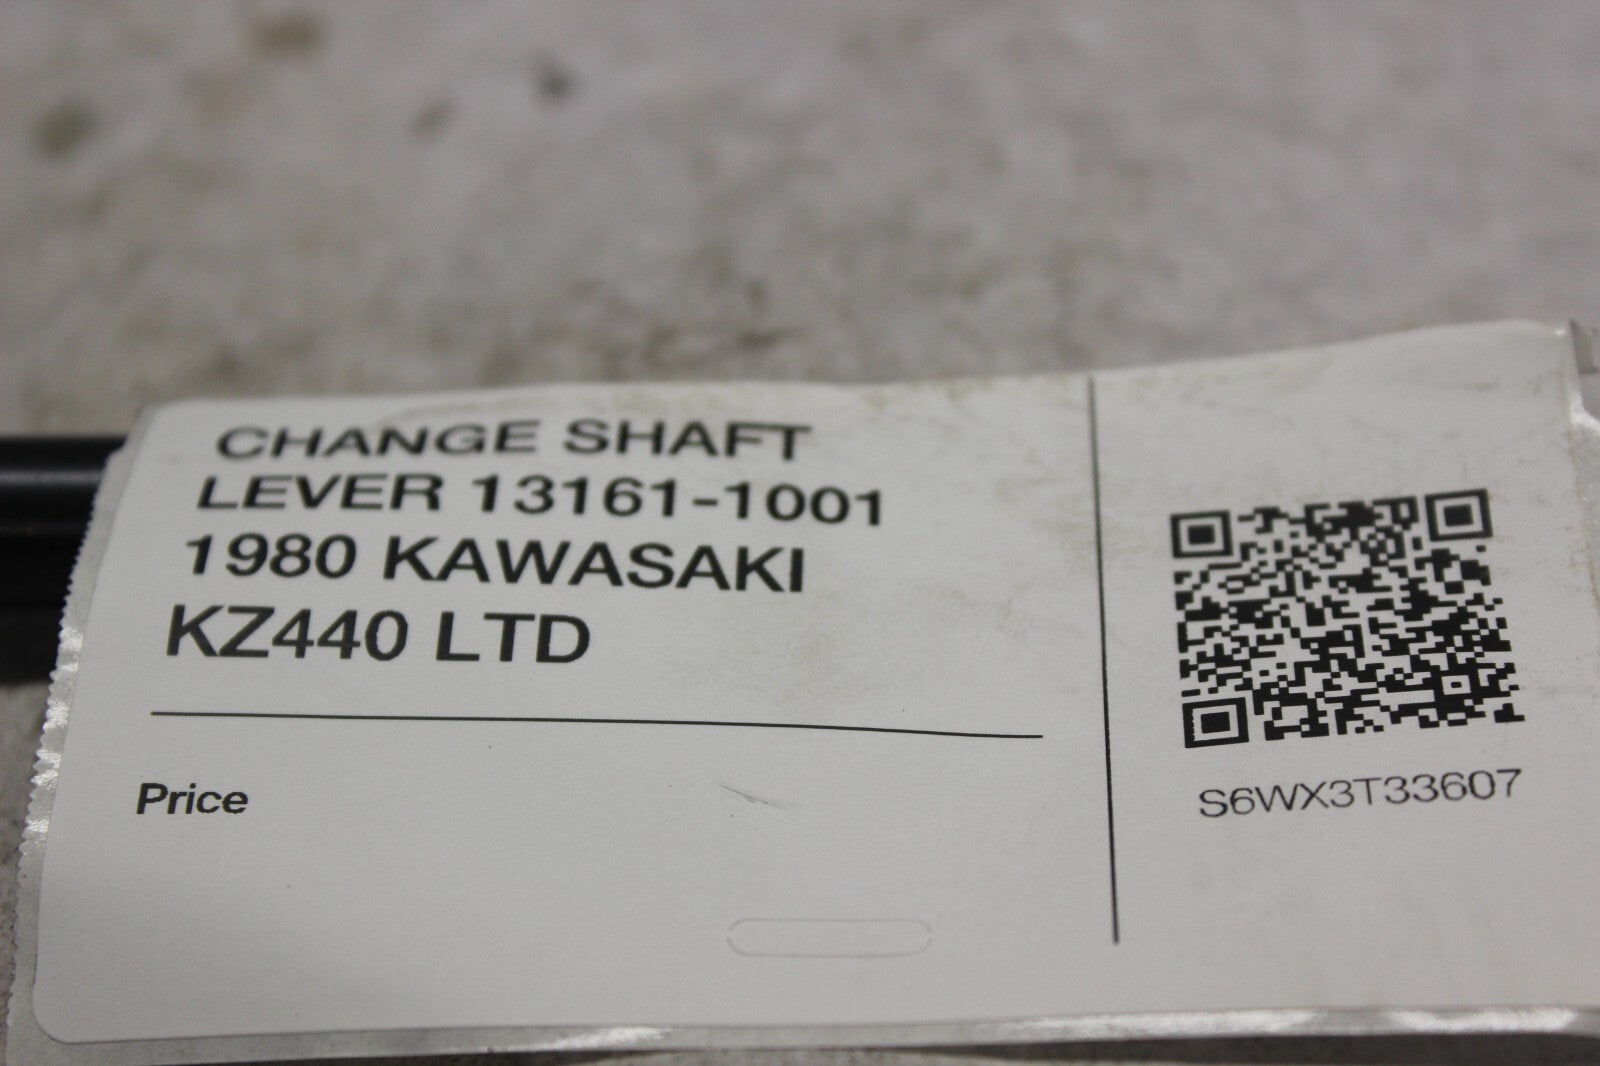 CHANGE SHAFT
LEVER 13161-1001
1980 KAWASAKI
KZ440 LTD
Price
S6WX3T33607